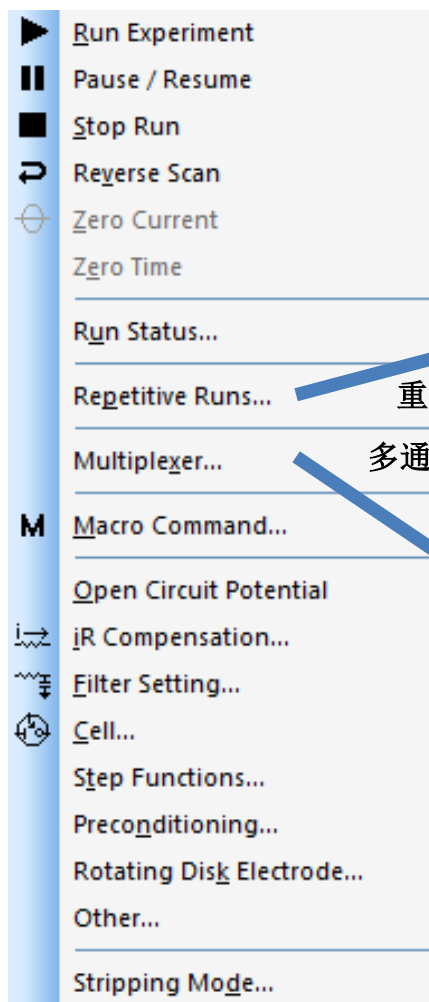 Run Experiment
Pause / Resume
Stop Run
Reverse Scan
Zero Current
Zero Time
Run Status...
Repetitive Runs...
重
Multiplexer...
多通
M Macro Command...
Open Circuit Potential
i iR Compensation...
Filter Setting...
Cell...
Step Functions...
Preconditioning...
Rotating Disk Electrode...
Other...
Stripping Mode...